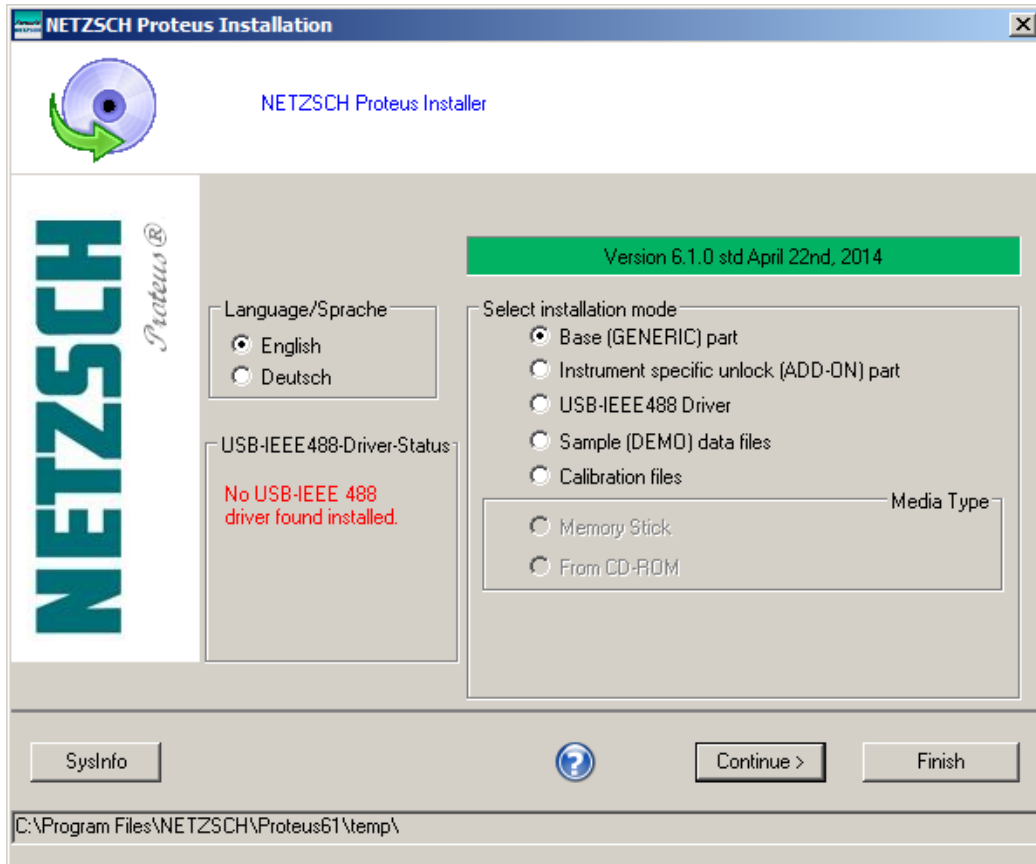 NETZSCH Proteus Installation
NETZSCH Proteus Installer
NETZSCH
Proteus®
Version 6.1.0 std April 22nd, 2014
Language/Sprache
English
Deutsch
USB-IEEE488-Driver-Status
No USB-IEEE 488
driver found installed.
Select installation mode
Base (GENERIC) part
Instrument specific unlock (ADD-ON) part
USB-IEEE488 Driver
Sample (DEMO) data files
Calibration files
Media Type
Memory Stick
From CD-ROM
SysInfo
?
Continue >
Finish
C:\Program Files\NETZSCH\Proteus61\temp\